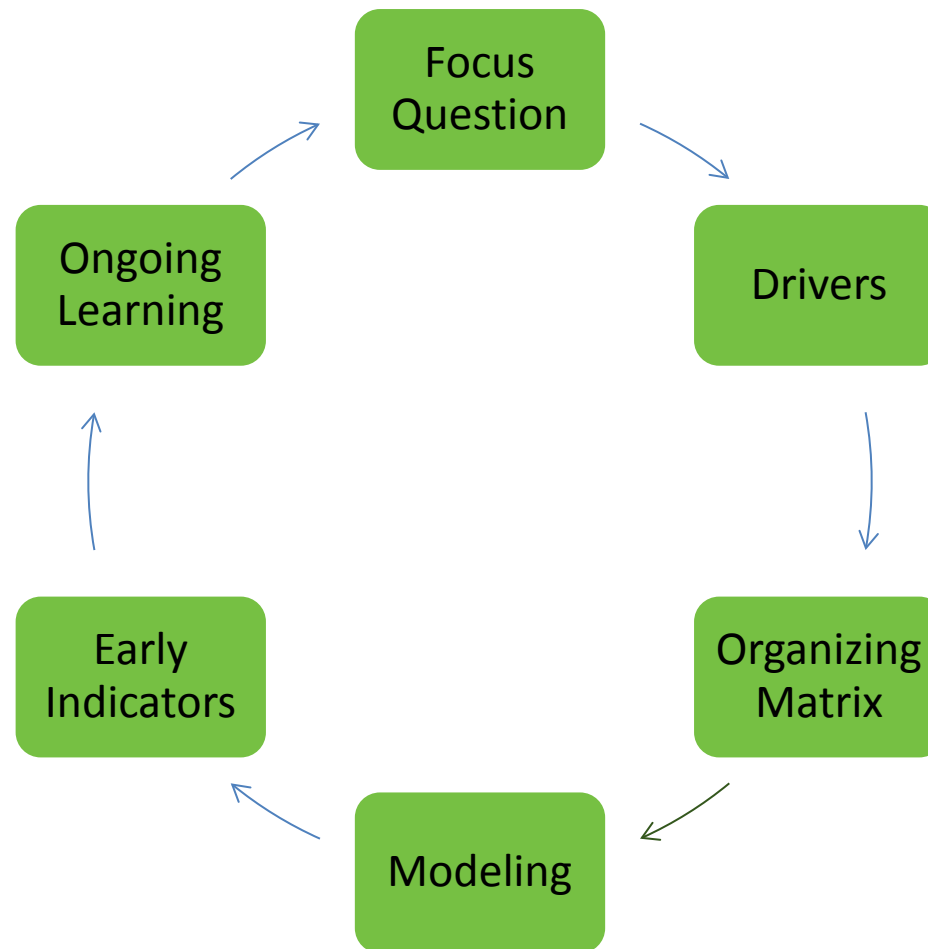 Focus
Question
Drivers
Organizing
Matrix
Modeling
Early
Indicators
Ongoing
Learning